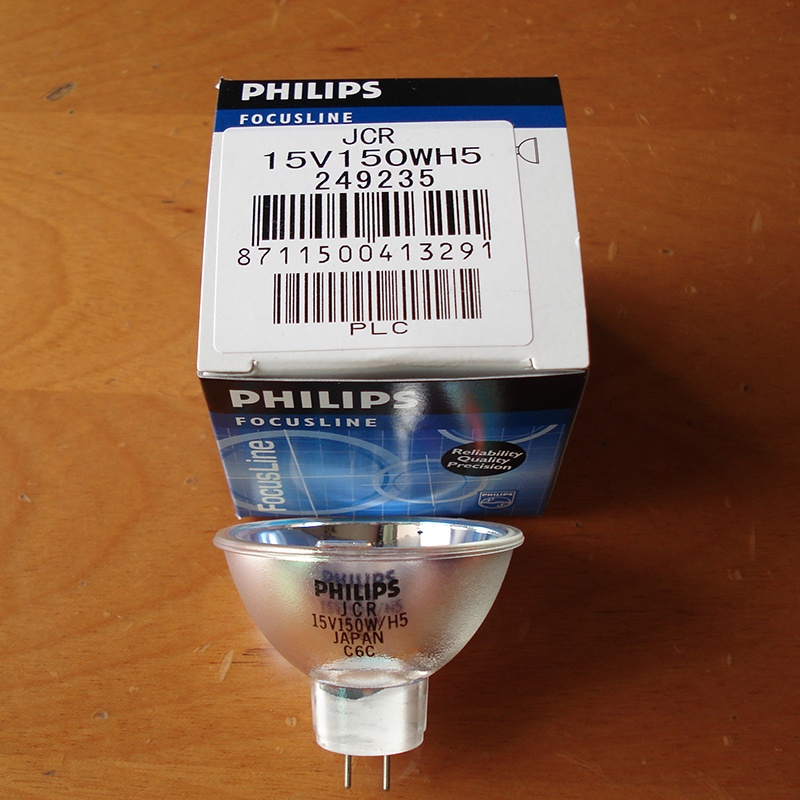 PHILIPS
FOCUSLINE
JCR
15V150WH5
249235
8711500413291
PLC
PHILIPS
FOCUSLINE
FocusLine
Reliability
Quality
Precision
PHILIPS
PHILIPS
JCR
15V150W/H5
JAPAN
C6C